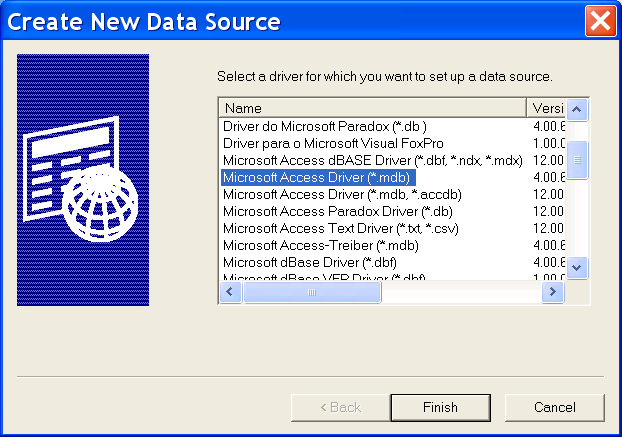 Create New Data Source
Select a driver for which you want to set up a data source.
Name Versi
Driver do Microsoft Paradox (*.db ) 4.00.6
Driver para o Microsoft Visual FoxPro 1.00.0
Microsoft Access dBASE Driver (*.dbf, *.ndx, *.mdx) 12.00
Microsoft Access Driver (*.mdb) 4.00.6
Microsoft Access Driver (*.mdb, *.accdb) 12.00
Microsoft Access Paradox Driver (*.db) 12.00
Microsoft Access Text Driver (*.txt, *.csv) 12.00
Microsoft Access-Treiber (*.mdb) 4.00.6
Microsoft dBase Driver (*.dbf) 4.00.6
Microsoft dBase VFP Driver (*.dbf) 1.00.0
< Back Finish Cancel